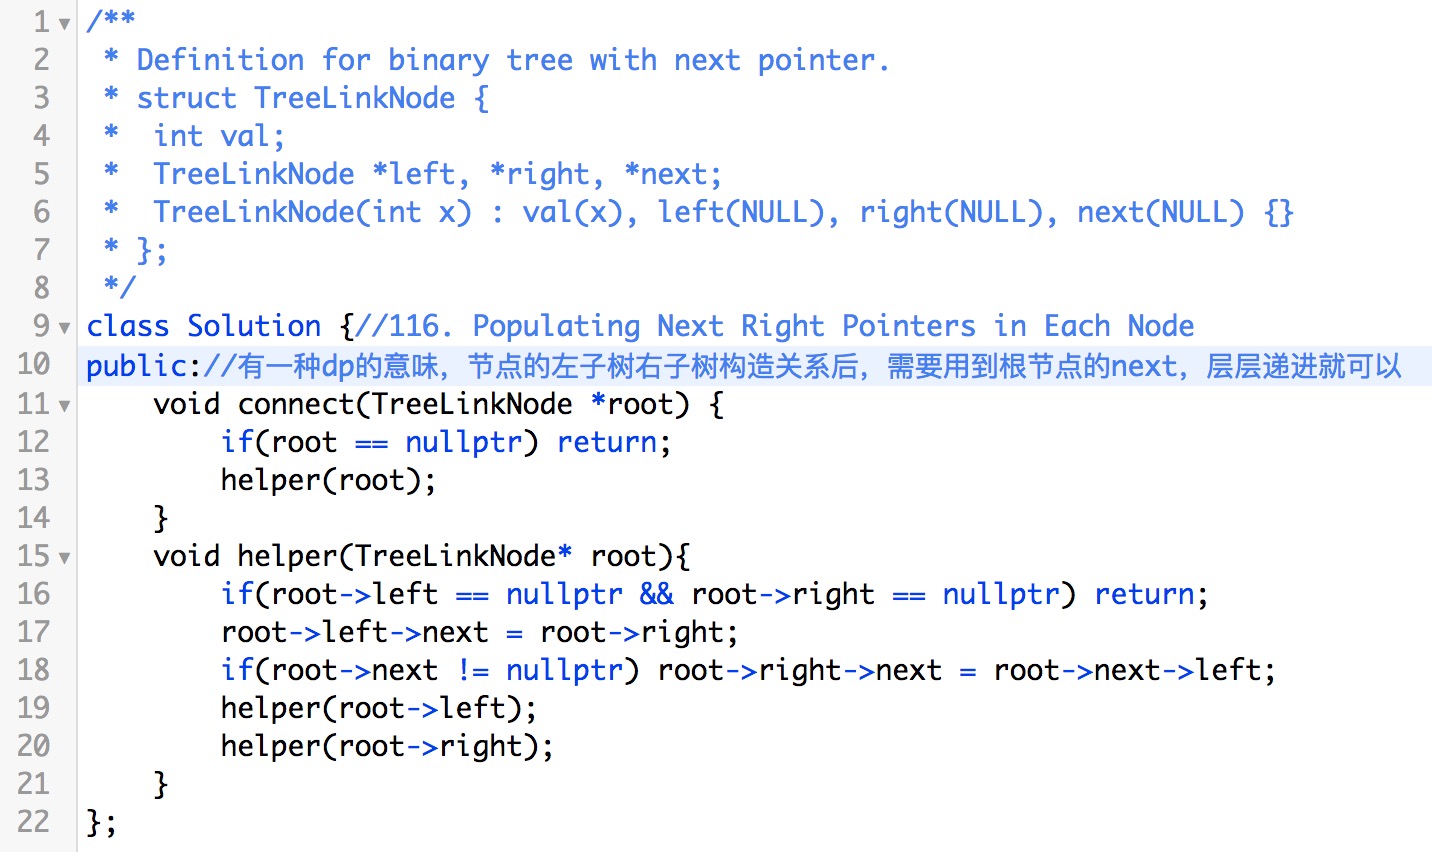 1 /**
2  * Definition for binary tree with next pointer.
3  * struct TreeLinkNode {
4  *  int val;
5  *  TreeLinkNode *left, *right, *next;
6  *  TreeLinkNode(int x) : val(x), left(NULL), right(NULL), next(NULL) {}
7  * };
8  */
9 class Solution {//116. Populating Next Right Pointers in Each Node
10 public://有一种dp的意味，节点的左子树右子树构造关系后，需要用到根节点的next，层层递进就可以
11     void connect(TreeLinkNode *root) {
12         if(root == nullptr) return;
13         helper(root);
14     }
15     void helper(TreeLinkNode* root){
16         if(root->left == nullptr && root->right == nullptr) return;
17         root->left->next = root->right;
18         if(root->next != nullptr) root->right->next = root->next->left;
19         helper(root->left);
20         helper(root->right);
21     }
22 };